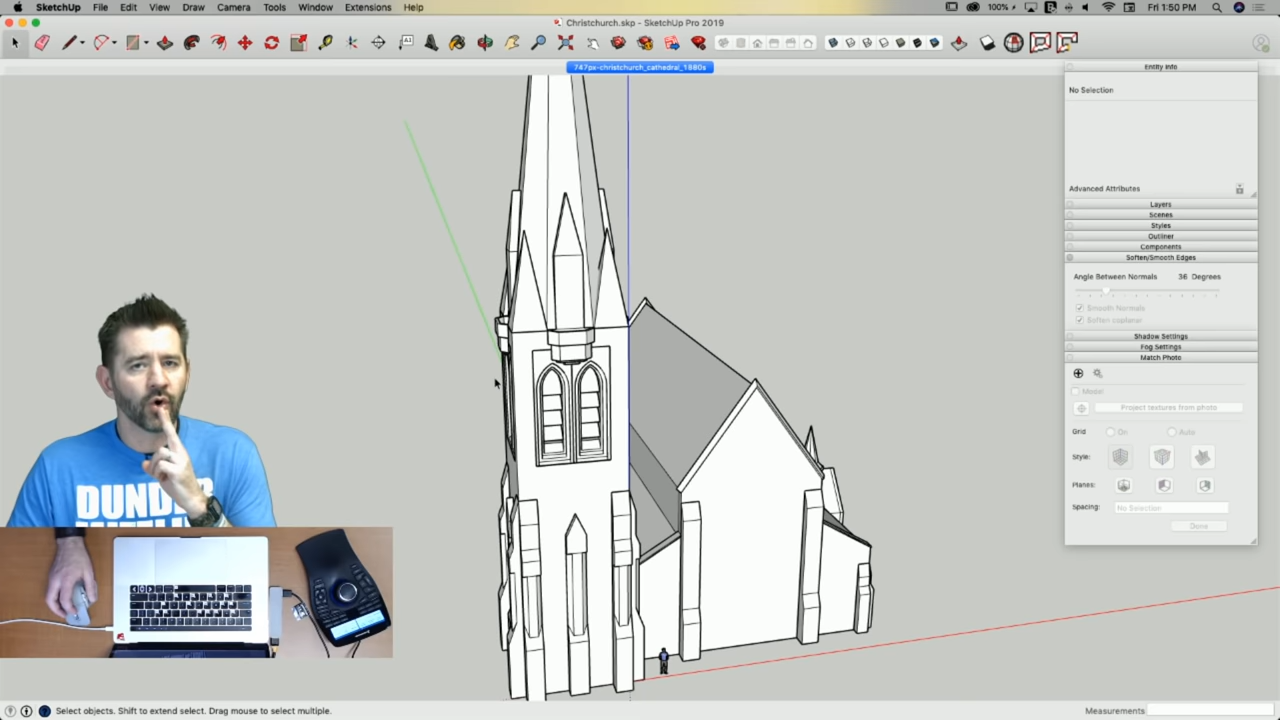 SketchUp File Edit View Draw Camera Tools Window Extensions Help
100% Fri 1:50 PM
Christchurch.skp - SketchUp Pro 2019
747px-christchurch_cathedral_1880s
Entity Info
No Selection
Advanced Attributes
Layers
Scenes
Styles
Outliner
Components
Soften/Smooth Edges
Angle Between Normals 36 Degrees
Smooth Normals
Soften coplanar
Shadow Settings
Fog Settings
Match Photo
Model
Project textures from photo
Grid On Auto
Style:
Planes:
Spacing: No Selection
Done
DUNDER
Select objects. Shift to extend select. Drag mouse to select multiple.
Measurements